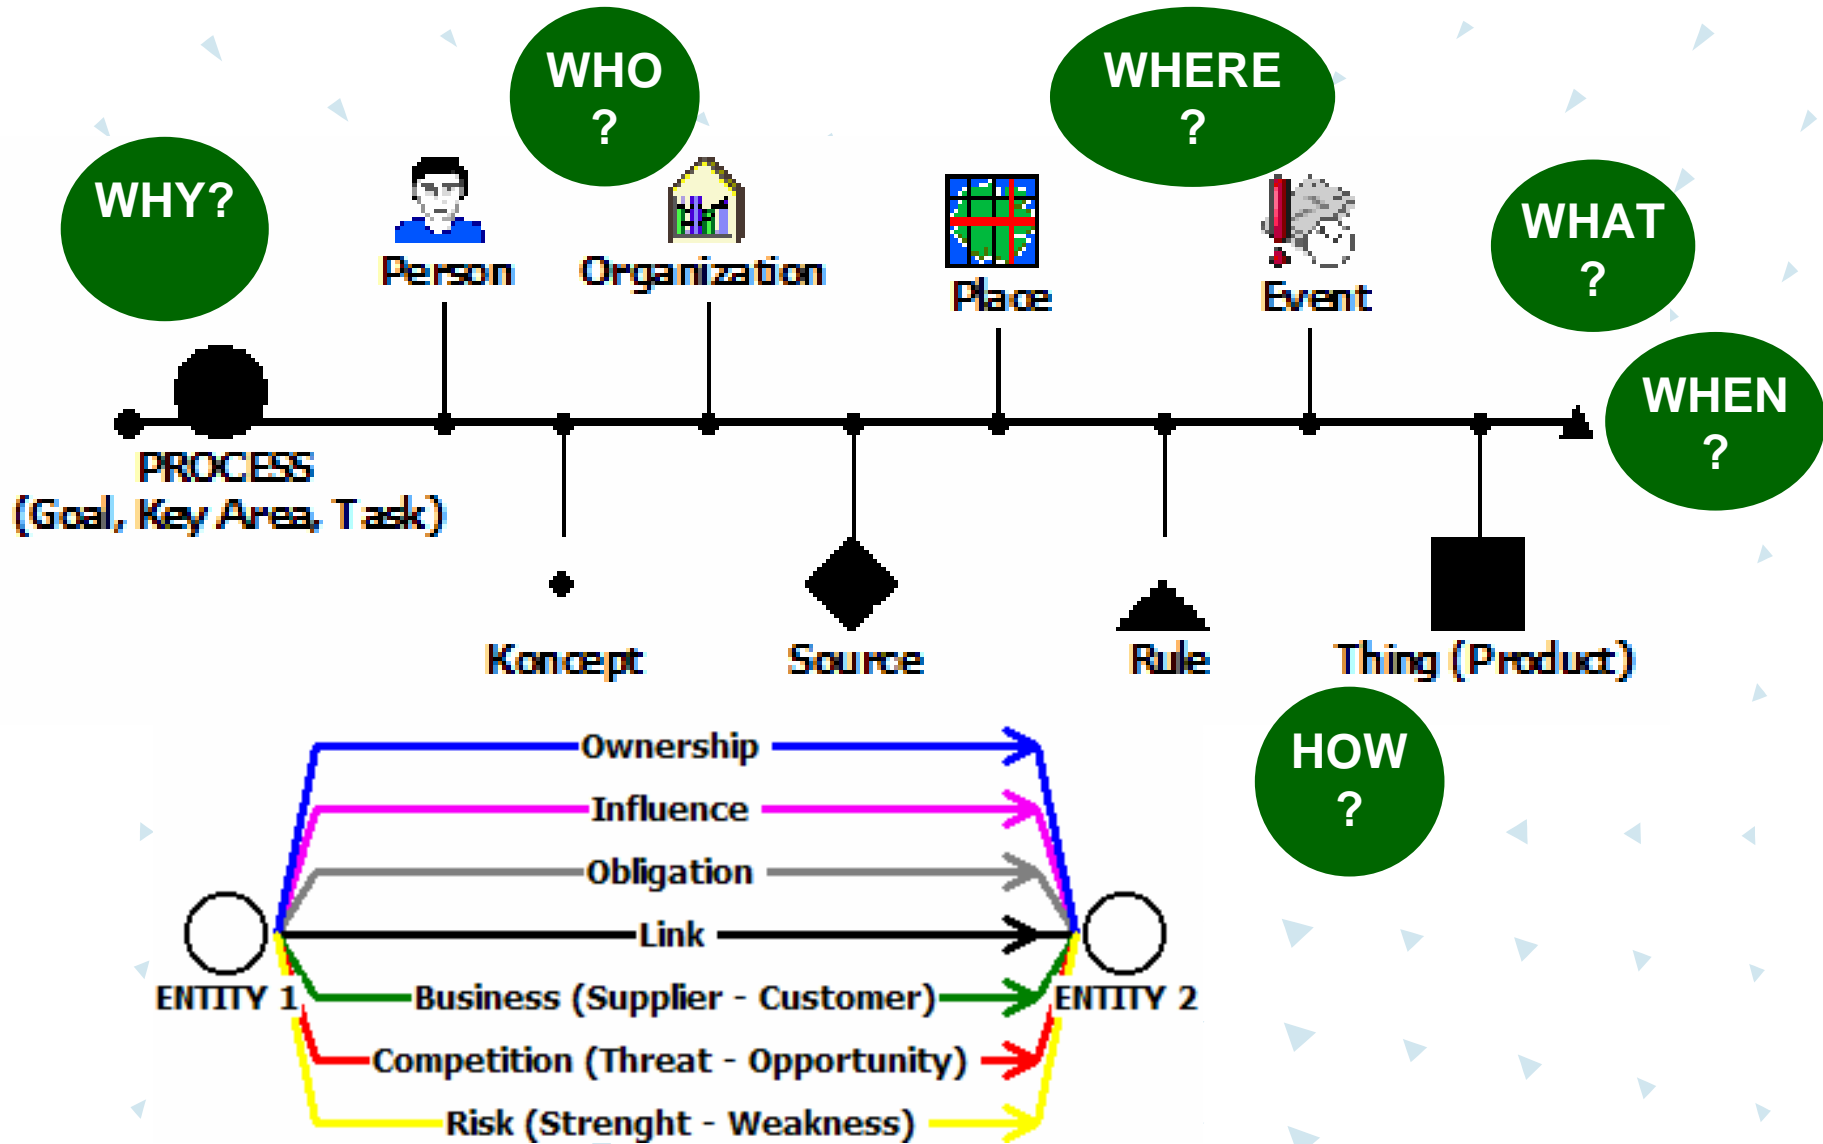 WHO
?
WHERE
?
WHY?
WHAT
?
Person
Organization
Place
Event
WHEN
?
PROCESS
(Goal, Key Area, Task)
Koncept
Source
Rule
Thing (Product)
HOW
?
Ownership
Influence
Obligation
Link
ENTITY 1
Business (Supplier - Customer)
ENTITY 2
Competition (Threat - Opportunity)
Risk (Strenght - Weakness)